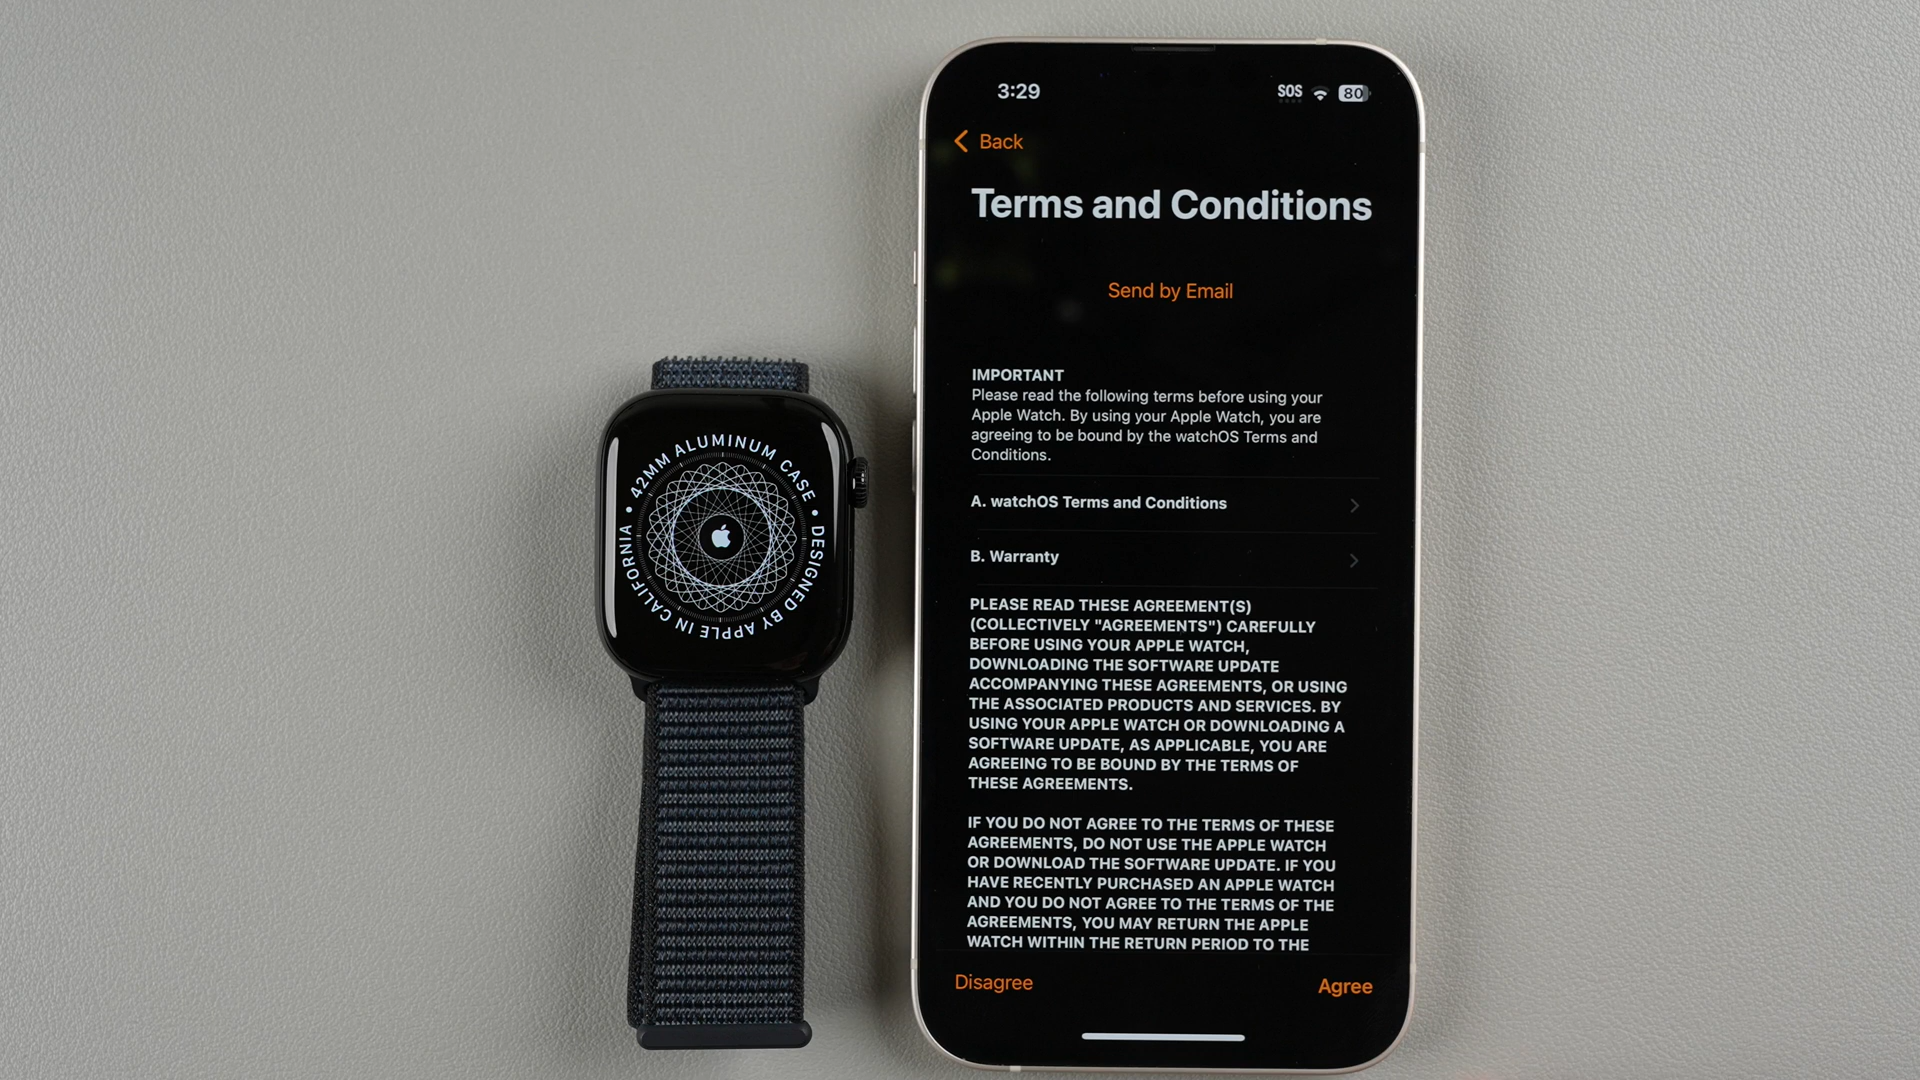 42MM ALUMINUM CASE • DESIGNED BY APPLE IN CALIFORNIA •
3:29
SOS
80
Back
Terms and Conditions
Send by Email
IMPORTANT
Please read the following terms before using your
Apple Watch. By using your Apple Watch, you are
agreeing to be bound by the watchOS Terms and
Conditions.
A. watchOS Terms and Conditions
B. Warranty
PLEASE READ THESE AGREEMENT(S)
(COLLECTIVELY "AGREEMENTS") CAREFULLY
BEFORE USING YOUR APPLE WATCH,
DOWNLOADING THE SOFTWARE UPDATE
ACCOMPANYING THESE AGREEMENTS, OR USING
THE ASSOCIATED PRODUCTS AND SERVICES. BY
USING YOUR APPLE WATCH OR DOWNLOADING A
SOFTWARE UPDATE, AS APPLICABLE, YOU ARE
AGREEING TO BE BOUND BY THE TERMS OF
THESE AGREEMENTS.
IF YOU DO NOT AGREE TO THE TERMS OF THESE
AGREEMENTS, DO NOT USE THE APPLE WATCH
OR DOWNLOAD THE SOFTWARE UPDATE. IF YOU
HAVE RECENTLY PURCHASED AN APPLE WATCH
AND YOU DO NOT AGREE TO THE TERMS OF THE
AGREEMENTS, YOU MAY RETURN THE APPLE
WATCH WITHIN THE RETURN PERIOD TO THE
Disagree
Agree